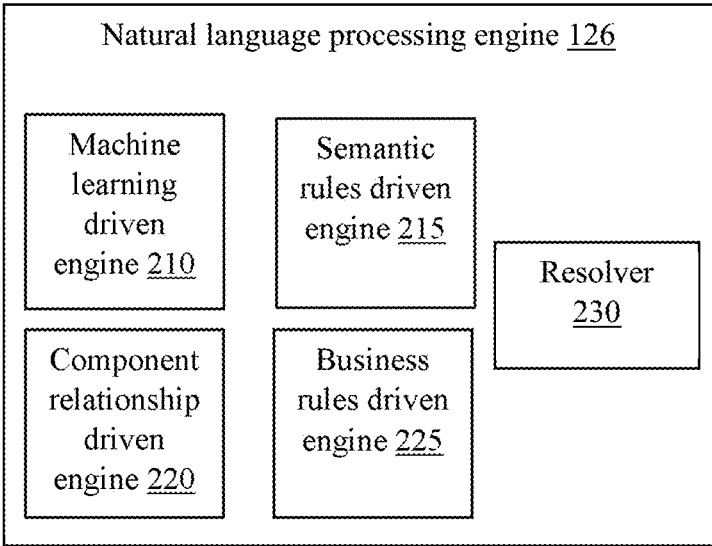 Natural language processing engine 126
Machine
learning
driven
engine 210
Semantic
rules driven
engine 215
Resolver
230
Component
relationship
driven
engine 220
Business
rules driven
engine 225